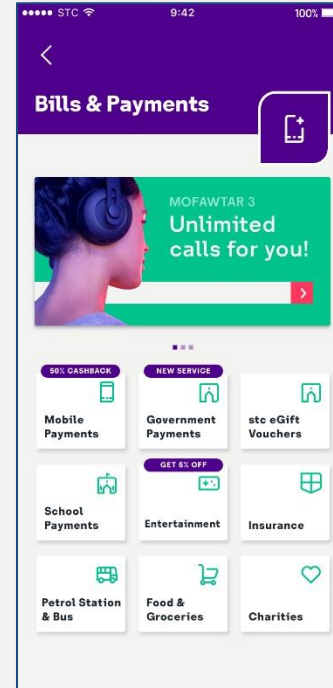 STC 9:42 100%
Bills & Payments
MOFAWTAR 3
Unlimited
calls for you!
50% CASHBACK
NEW SERVICE
Mobile
Payments
Government
Payments
stc eGift
Vouchers
GET 5% OFF
School
Payments
Entertainment
Insurance
Petrol Station
& Bus
Food &
Groceries
Charities